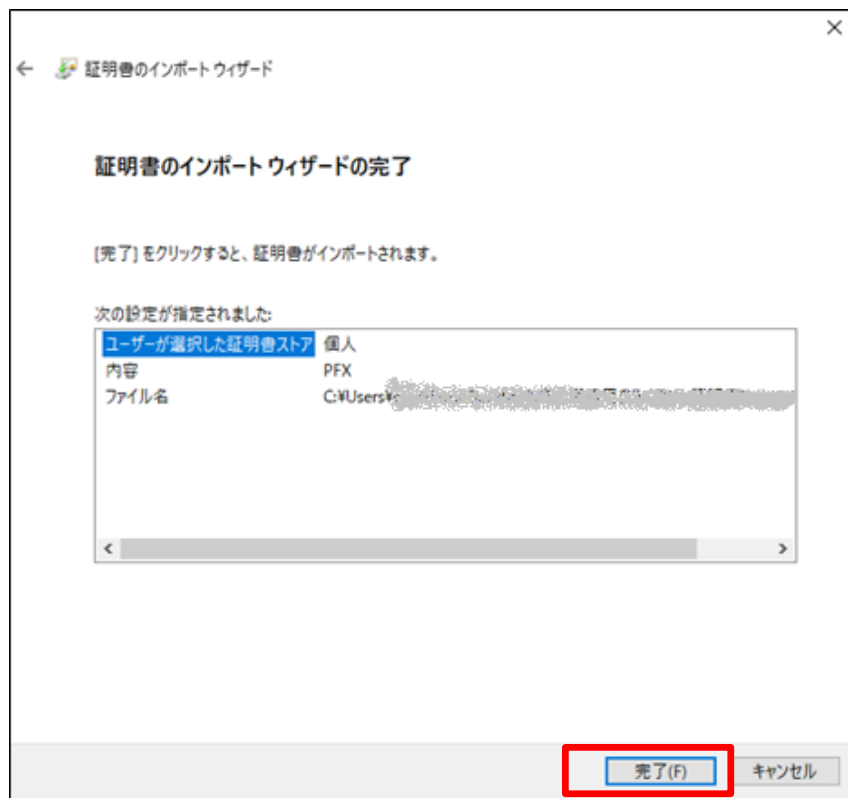 証明書のインポート ウィザード
証明書のインポート ウィザードの完了
[完了] をクリックすると、証明書がインポートされます。
次の設定が指定されました:
ユーザーが選択した証明書ストア 個人
内容 PFX
ファイル名 C:¥Users¥
完了(F) キャンセル